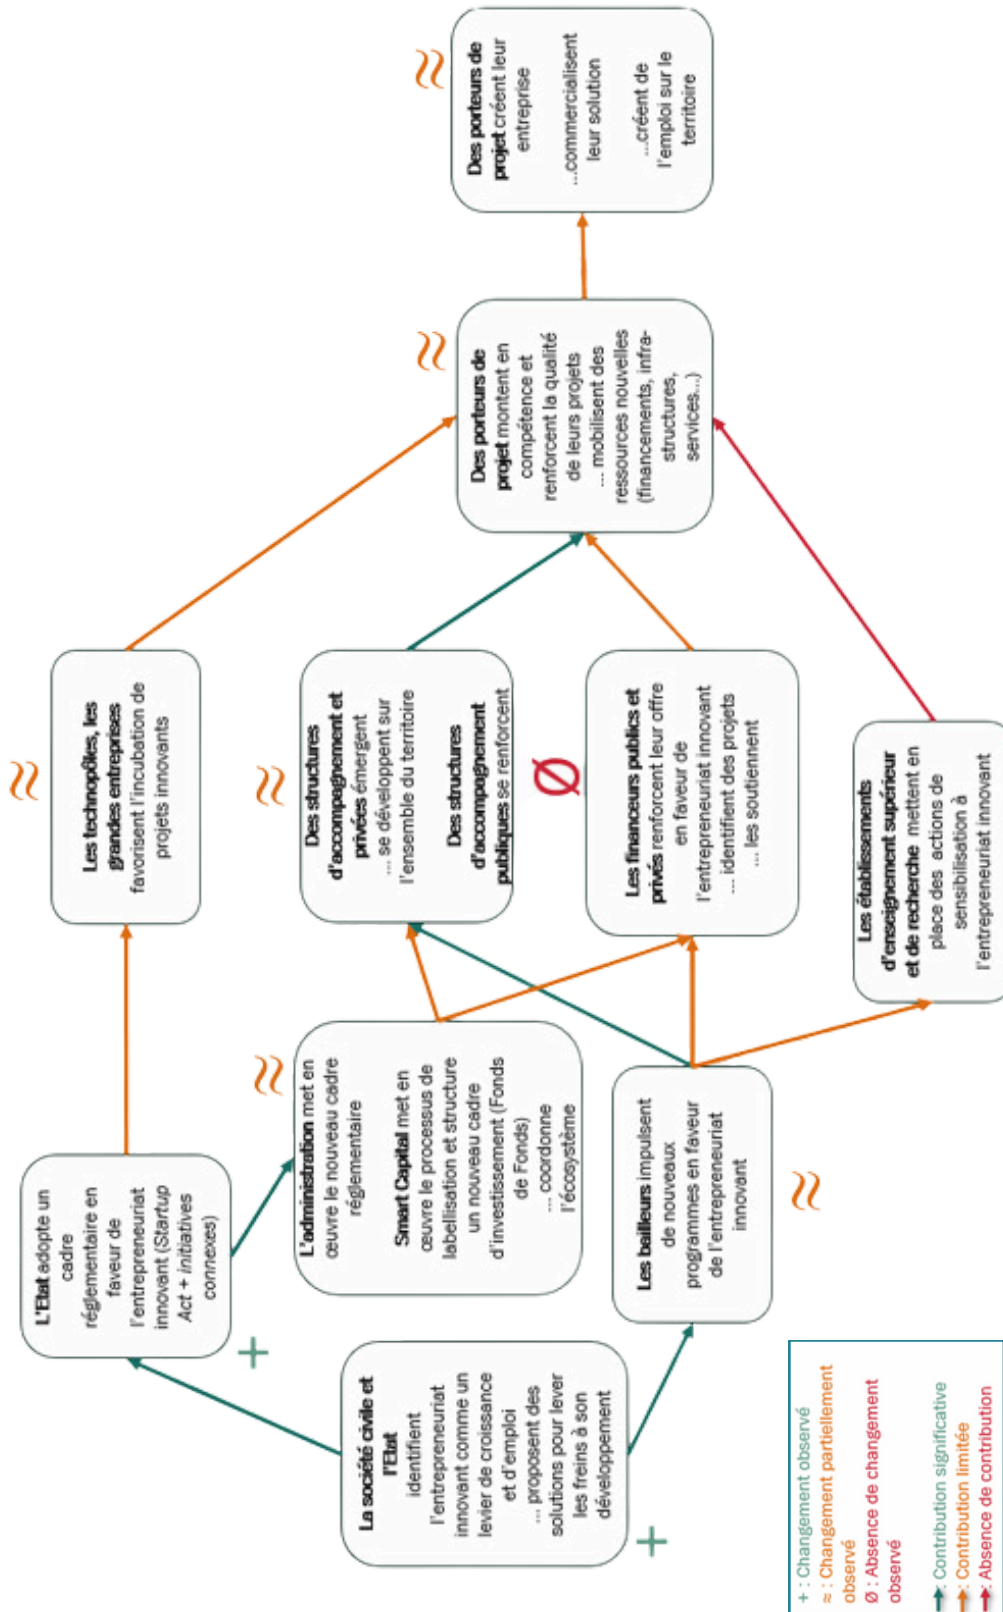 La société civile et
l'Etat
identifient
l'entrepreneuriat
innovant comme un
levier de croissance
et d'emploi
... proposent des
solutions pour lever
les freins à son
développement
+
L'Etat adopte un
cadre
réglementaire en
faveur de
l'entrepreneuriat
innovant (Startup
Act + initiatives
connexes)
+
L'administration met en
œuvre le nouveau cadre
réglementaire
Smart Capital met en
œuvre le processus de
labellisation et structure
un nouveau cadre
d'investissement (Fonds
de Fonds)
... coordonne
l'écosystème
≈
Les bailleurs impulsent
de nouveaux
programmes en faveur
de l'entrepreneuriat
innovant
≈
Les technopôles, les
grandes entreprises
favorisent l'incubation de
projets innovants
≈
Des structures
d'accompagnement et
privées émergent
... se développent sur
l'ensemble du territoire
Des structures
d'accompagnement
publiques se renforcent
≈
Les financeurs publics et
privés renforcent leur offre
en faveur de
l'entrepreneuriat innovant
... identifient des projets
... les soutiennent
Ø
Les établissements
d'enseignement supérieur
et de recherche mettent en
place des actions de
sensibilisation à
l'entrepreneuriat innovant
Des porteurs de
projet montent en
compétence et
renforcent la qualité
de leurs projets
... mobilisent des
ressources nouvelles
(financements, infra-
structures,
services...)
≈
Des porteurs de
projet créent leur
entreprise
...commercialisent
leur solution
...créent de
l'emploi sur le
territoire
≈
+ : Changement observé
≈ : Changement partiellement
observé
Ø : Absence de changement
observé
: Contribution significative
: Contribution limitée
: Absence de contribution